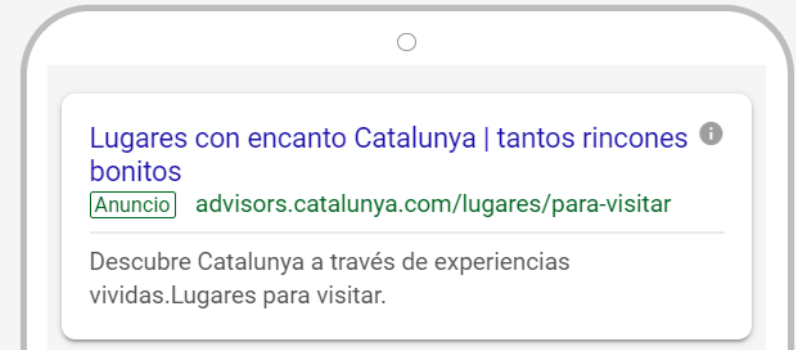 Lugares con encanto Catalunya | tantos rincones
bonitos
Anuncio advisors.catalunya.com/lugares/para-visitar
Descubre Catalunya a través de experiencias
vividas.Lugares para visitar.